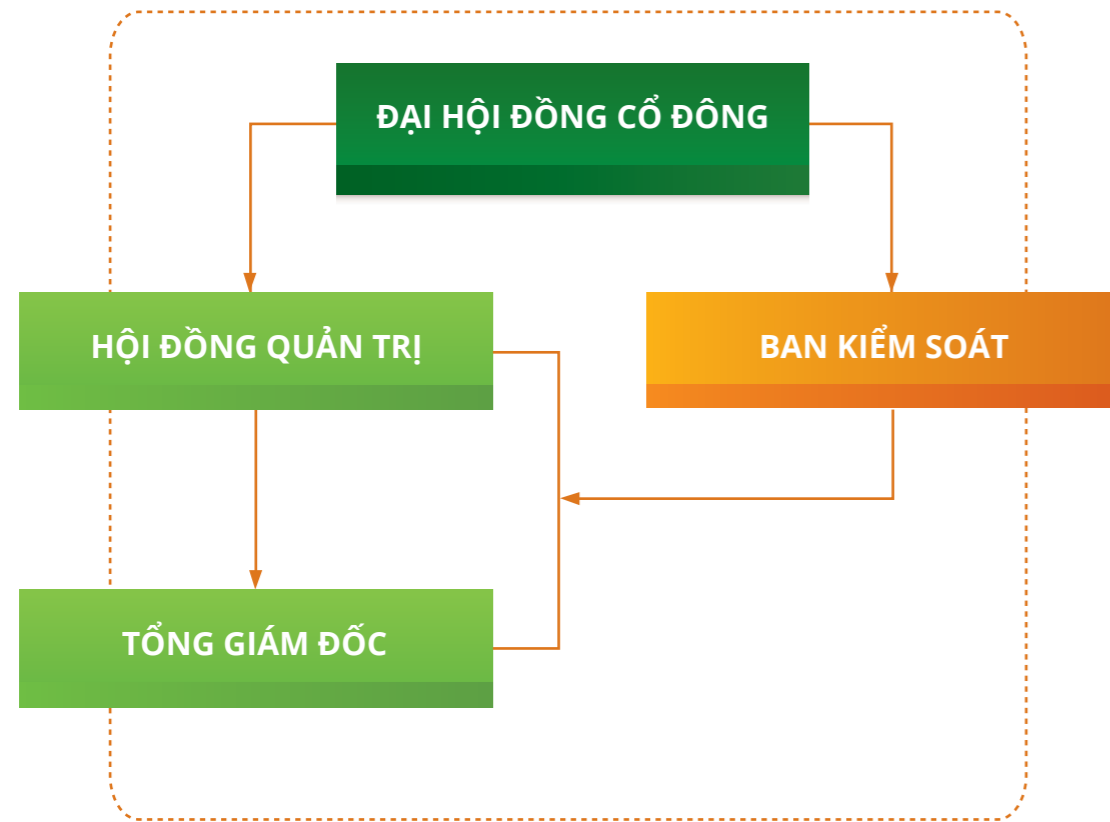 ĐẠI HỘI ĐỒNG CỔ ĐÔNG
HỘI ĐỒNG QUẢN TRỊ
BAN KIỂM SOÁT
TỔNG GIÁM ĐỐC